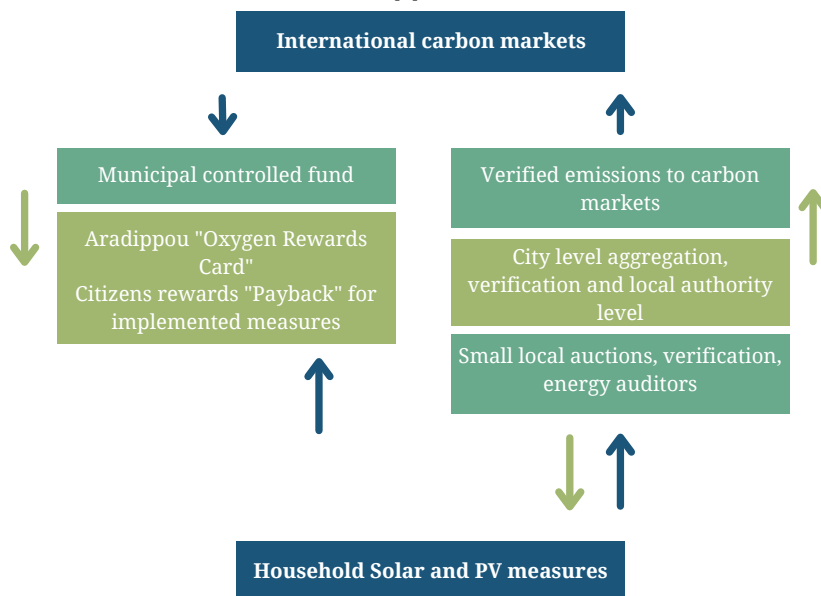 International carbon markets
Municipal controlled fund
Aradippou "Oxygen Rewards
Card"
Citizens rewards "Payback" for
implemented measures
Verified emissions to carbon
markets
City level aggregation,
verification and local authority
level
Small local auctions, verification,
energy auditors
Household Solar and PV measures